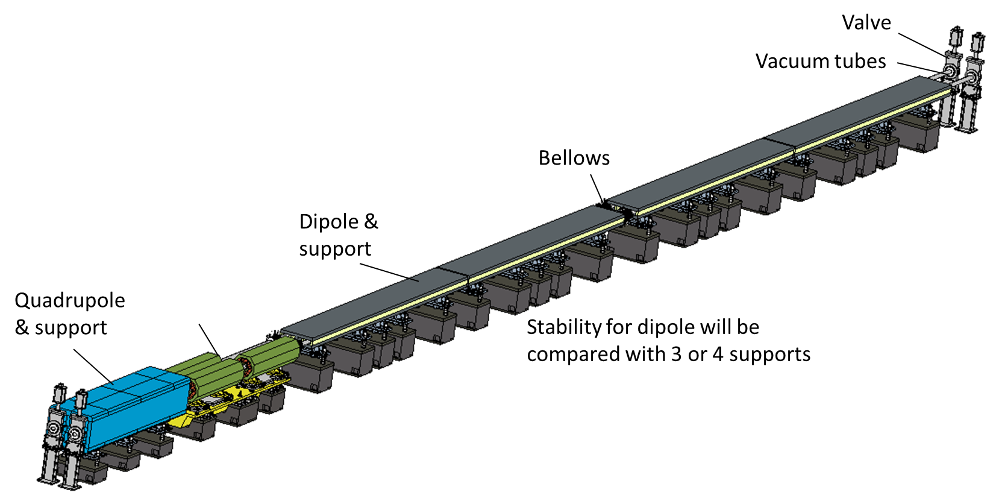 Valve
Vacuum tubes
Bellows
Dipole &
support
Quadrupole
& support
Stability for dipole will be
compared with 3 or 4 supports